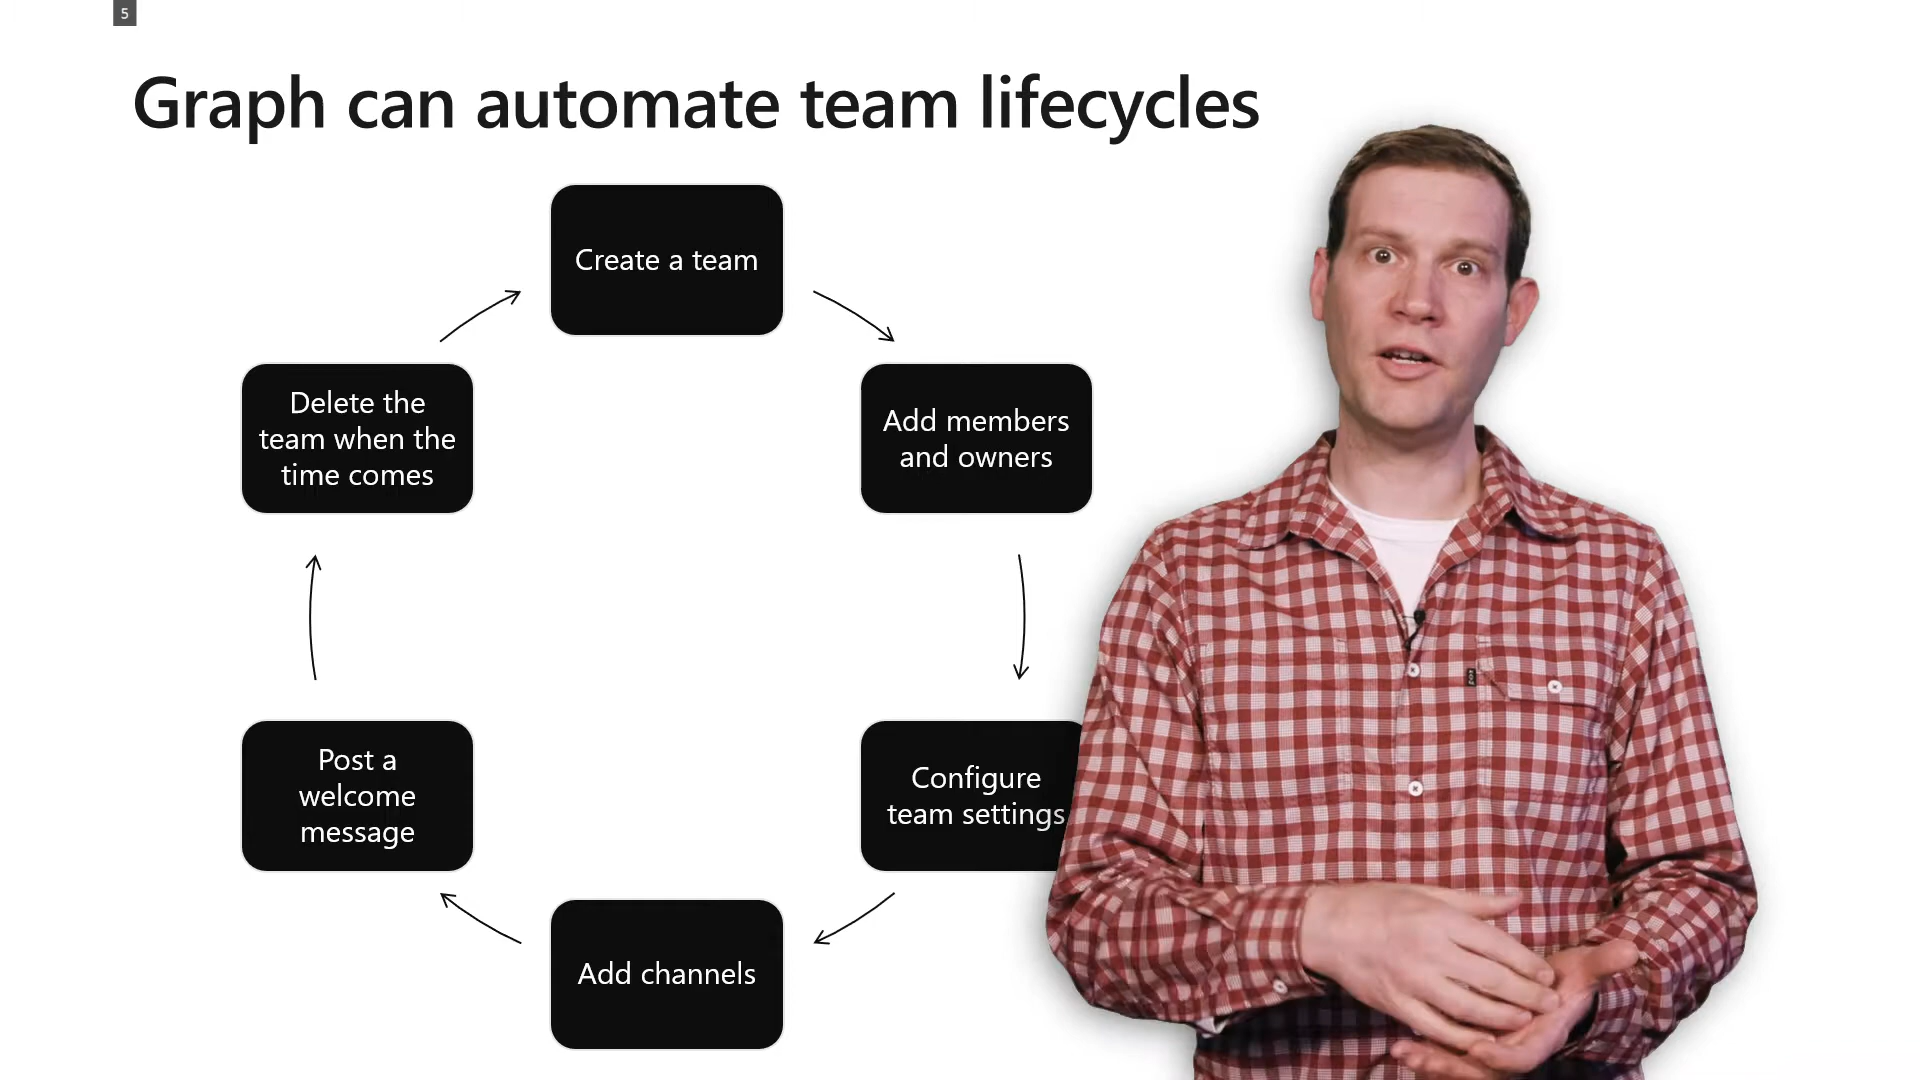 5
Graph can automate team lifecycles
Create a team
Add members
and owners
Configure
team settings
Add channels
Post a
welcome
message
Delete the
team when the
time comes